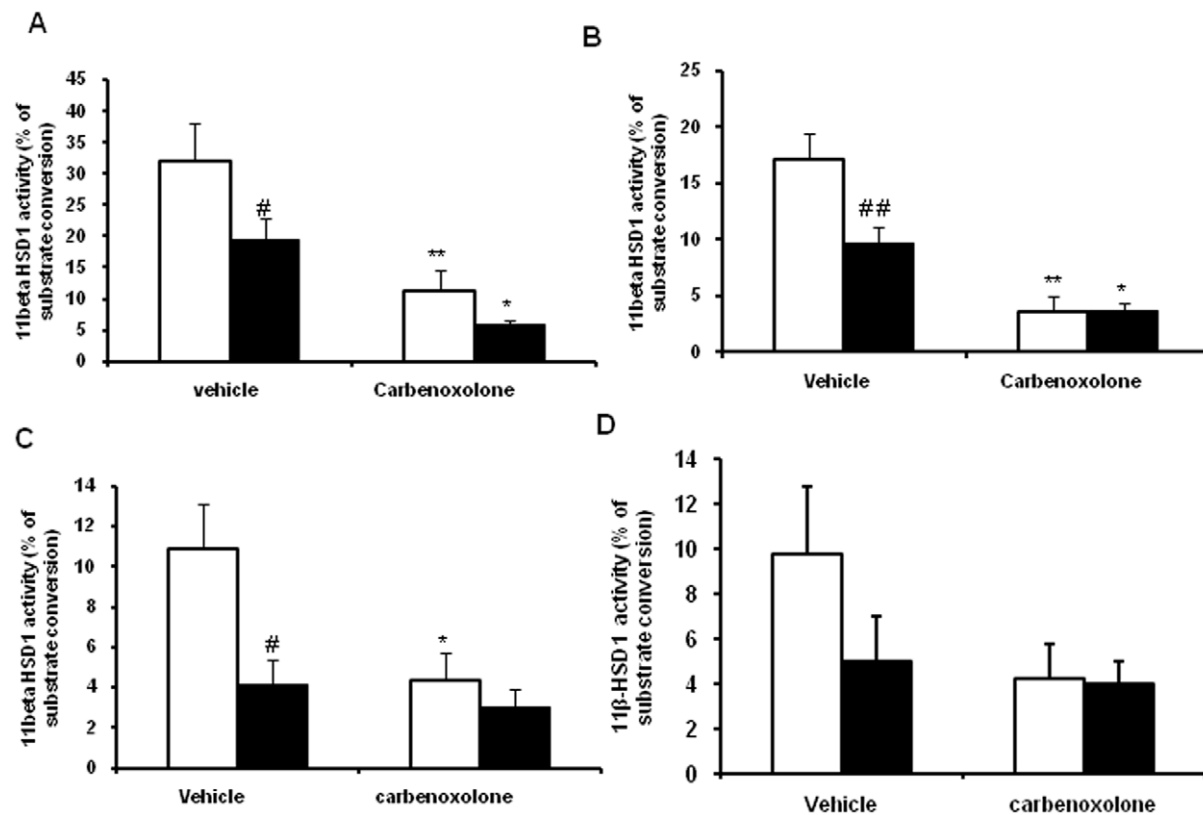 A
11beta HSD1 activity (% of
substrate conversion)
45
40
35
30
25
20
15
10
5
0
#
**
*
vehicle
Carbenoxolone
B
11beta HSD1 activity (% of
substrate conversion)
25
20
15
10
5
0
##
**
*
Vehicle
Carbenoxolone
C
11beta HSD1 activity (% of
substrate conversion)
14
12
10
8
6
4
2
0
#
*
Vehicle
carbenoxolone
D
11β-HSD1 activity (% of
substrate conversion)
14
12
10
8
6
4
2
0
Vehicle
carbenoxolone